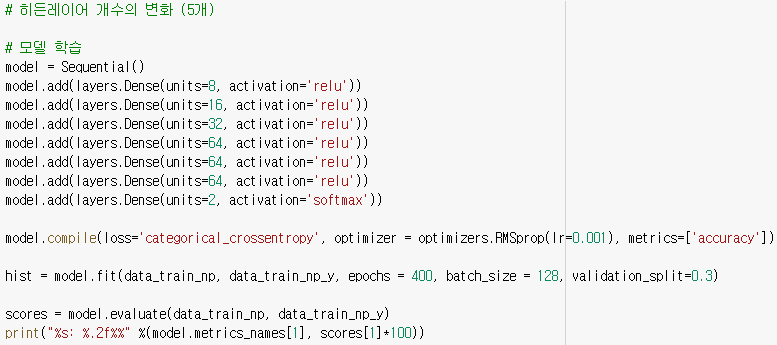 # 히든레이어 개수의 변화 (5개)
# 모델 학습
model = Sequential()
model.add(layers.Dense(units=8, activation='relu'))
model.add(layers.Dense(units=16, activation='relu'))
model.add(layers.Dense(units=32, activation='relu'))
model.add(layers.Dense(units=64, activation='relu'))
model.add(layers.Dense(units=64, activation='relu'))
model.add(layers.Dense(units=64, activation='relu'))
model.add(layers.Dense(units=2, activation='softmax'))
model.compile(loss='categorical_crossentropy', optimizer = optimizers.RMSprop(lr=0.001), metrics=['accuracy'])
hist = model.fit(data_train_np, data_train_np_y, epochs = 400, batch_size = 128, validation_split=0.3)
scores = model.evaluate(data_train_np, data_train_np_y)
print("%s: %.2f%%" %(model.metrics_names[1], scores[1]*100))